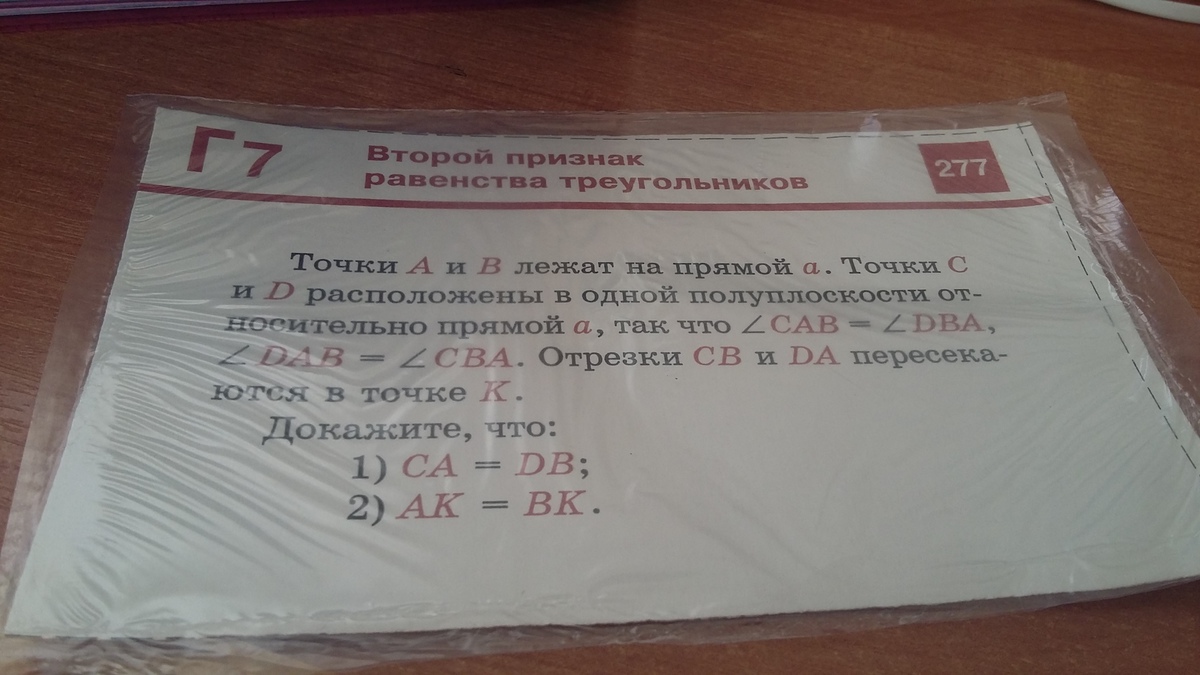 Г7
Второй признак
равенства треугольников
277
Точки A и B лежат на прямой a. Точки C
и D расположены в одной полуплоскости от-
носительно прямой a, так что ∠CAB = ∠DBA,
∠DAB = ∠CBA. Отрезки CB и DA пересека-
ются в точке K.
Докажите, что:
1) CA = DB;
2) AK = BK.